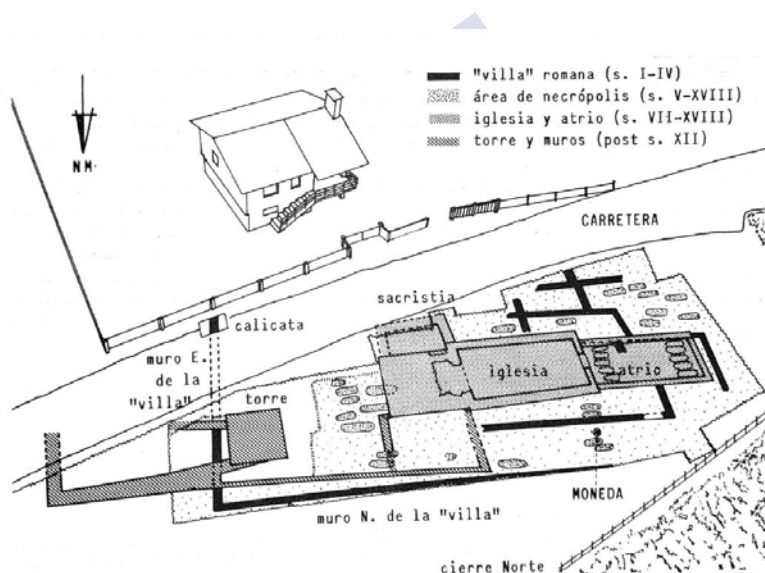 "villa" romana (s. I-IV)
área de necrópolis (s. V-XVIII)
iglesia y atrio (s. VII-XVIII)
torre y muros (post s. XII)
NM.
CARRETERA
sacristia
calicata
muro E.
de la
"villa"
torre
iglesia
atrio
MONEDA
muro N. de la "villa"
cierre Norte